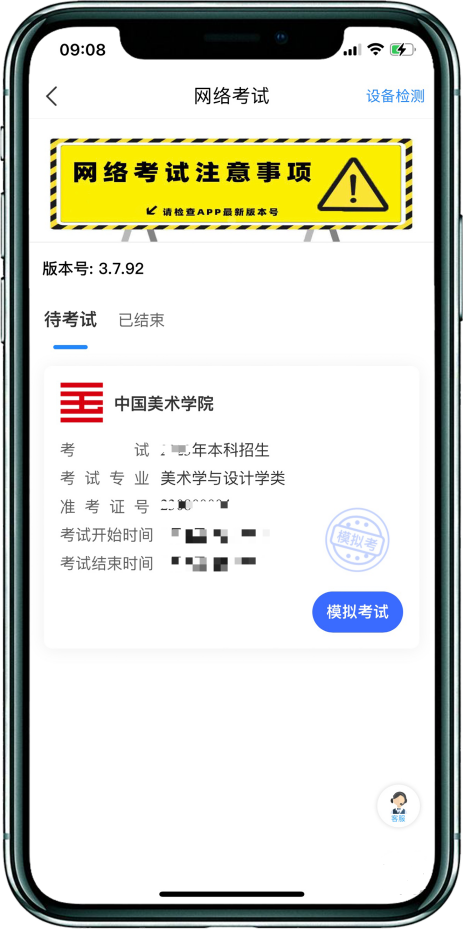 09:08
网络考试
设备检测
网络考试注意事项
请检查APP最新版本号
版本号: 3.7.92
待考试 已结束
中国美术学院
考试 年本科招生
考试专业 美术学与设计学类
准考证号
考试开始时间
模拟考
考试结束时间
模拟考试
客服